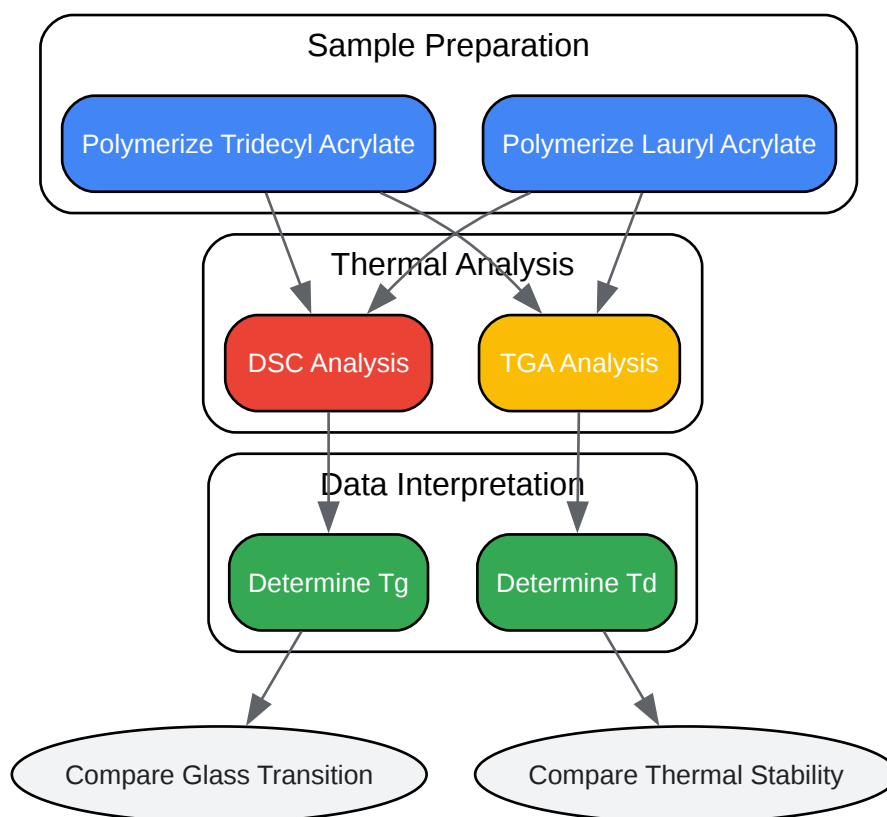 Sample Preparation
Polymerize Tridecyl Acrylate
Polymerize Lauryl Acrylate
Thermal Analysis
DSC Analysis
TGA Analysis
Data Interpretation
Determine Tg
Determine Td
Compare Glass Transition
Compare Thermal Stability